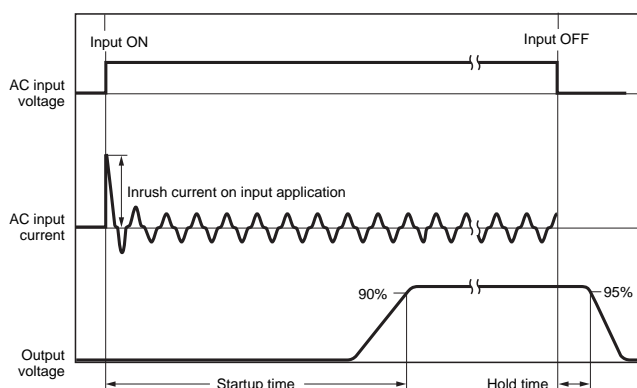 Input ON
Input OFF
AC input
voltage
Inrush current on input application
AC input
current
90%
95%
Output
voltage
Startup time
Hold time